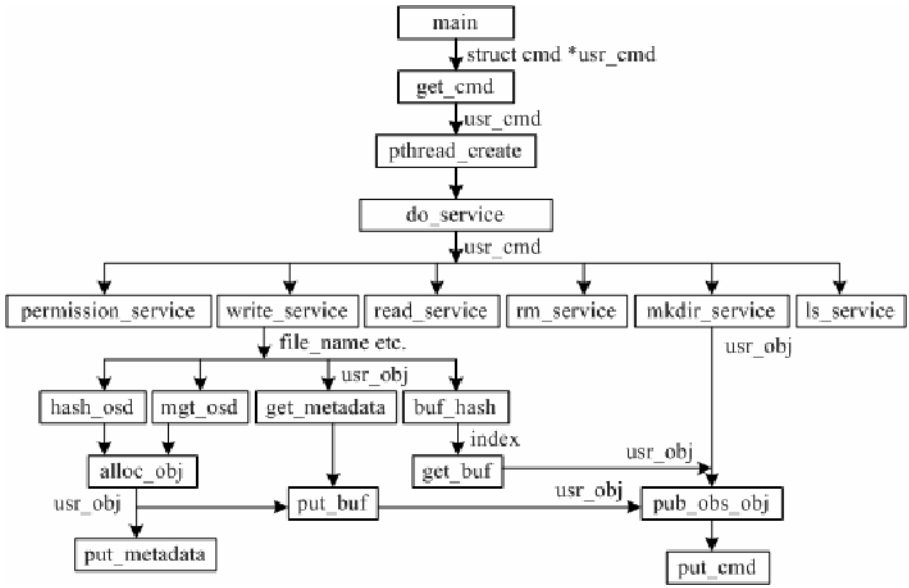 main
struct cmd *usr_cmd
get_cmd
usr_cmd
pthread_create
do_service
usr_cmd
permission_service write_service read_service rm_service mkdir_service ls_service
file_name etc.
usr_obj
usr_obj
hash_osd mgt_osd get_metadata buf_hash
index
usr_obj
alloc_obj
get_buf
usr_obj
usr_obj
put_buf
pub_obs_obj
put_metadata
put_cmd